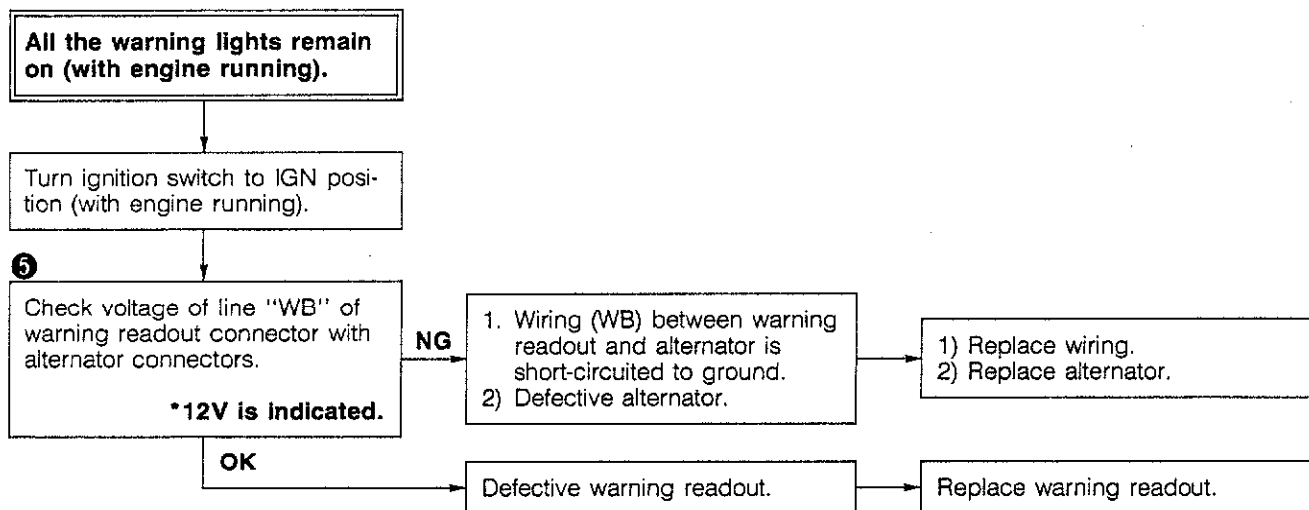 All the warning lights remain
on (with engine running).
Turn ignition switch to IGN posi-
tion (with engine running).
5
Check voltage of line "WB" of
warning readout connector with
alternator connectors.
*12V is indicated.
NG
1. Wiring (WB) between warning
readout and alternator is
short-circuited to ground.
2) Defective alternator.
1) Replace wiring.
2) Replace alternator.
OK
Defective warning readout.
Replace warning readout.